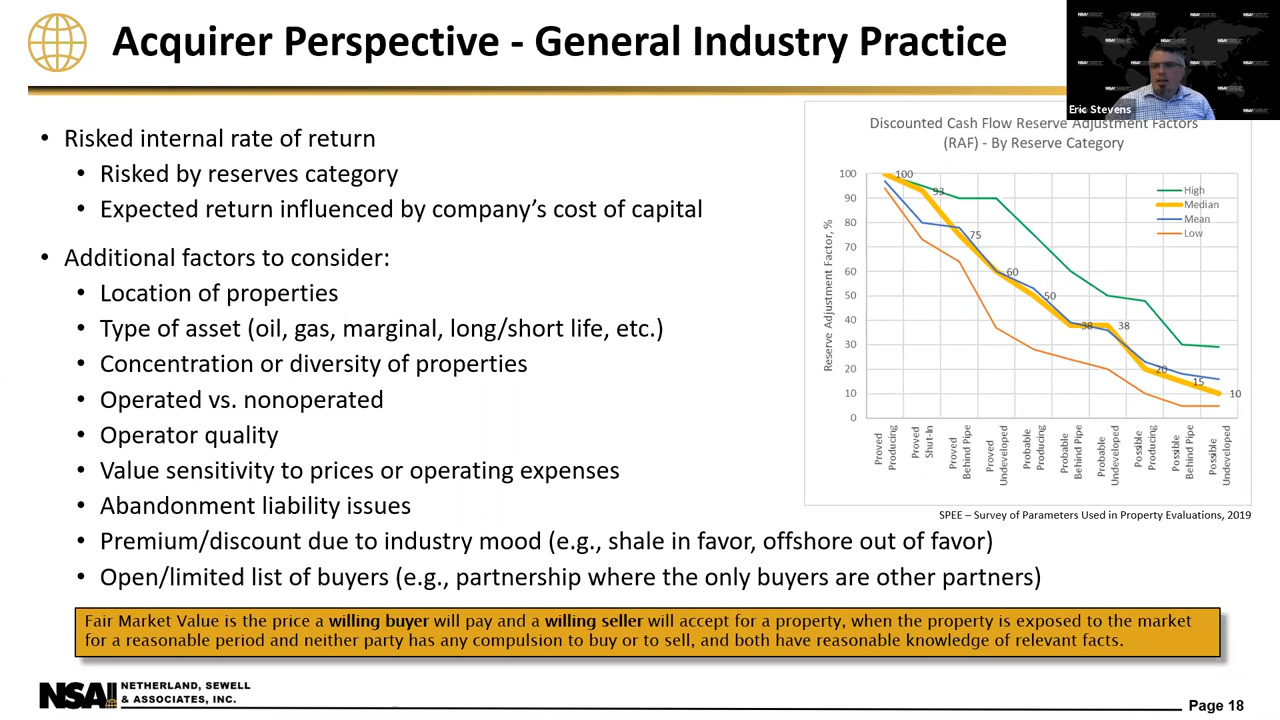 Acquirer Perspective - General Industry Practice
NSAI
Eric Stevens
• Risked internal rate of return
• Risked by reserves category
• Expected return influenced by company's cost of capital
• Additional factors to consider:
• Location of properties
• Type of asset (oil, gas, marginal, long/short life, etc.)
• Concentration or diversity of properties
• Operated vs. nonoperated
• Operator quality
• Value sensitivity to prices or operating expenses
• Abandonment liability issues
• Premium/discount due to industry mood (e.g., shale in favor, offshore out of favor)
• Open/limited list of buyers (e.g., partnership where the only buyers are other partners)
Discounted Cash Flow Reserve Adjustment Factors
(RAF) - By Reserve Category
Reserve Adjustment Factor, %
100
90
80
70
60
50
40
30
20
10
0
100
93
75
60
50
38
38
20
15
10
High
Median
Mean
Low
Proved Producing
Proved Shut-In
Proved Behind Pipe
Proved Undeveloped
Probable Producing
Probable Behind Pipe
Probable Undeveloped
Possible Producing
Possible Behind Pipe
Possible Undeveloped
SPEE – Survey of Parameters Used in Property Evaluations, 2019
Fair Market Value is the price a willing buyer will pay and a willing seller will accept for a property, when the property is exposed to the market
for a reasonable period and neither party has any compulsion to buy or to sell, and both have reasonable knowledge of relevant facts.
NSAI NETHERLAND, SEWELL
& ASSOCIATES, INC.
Page 18